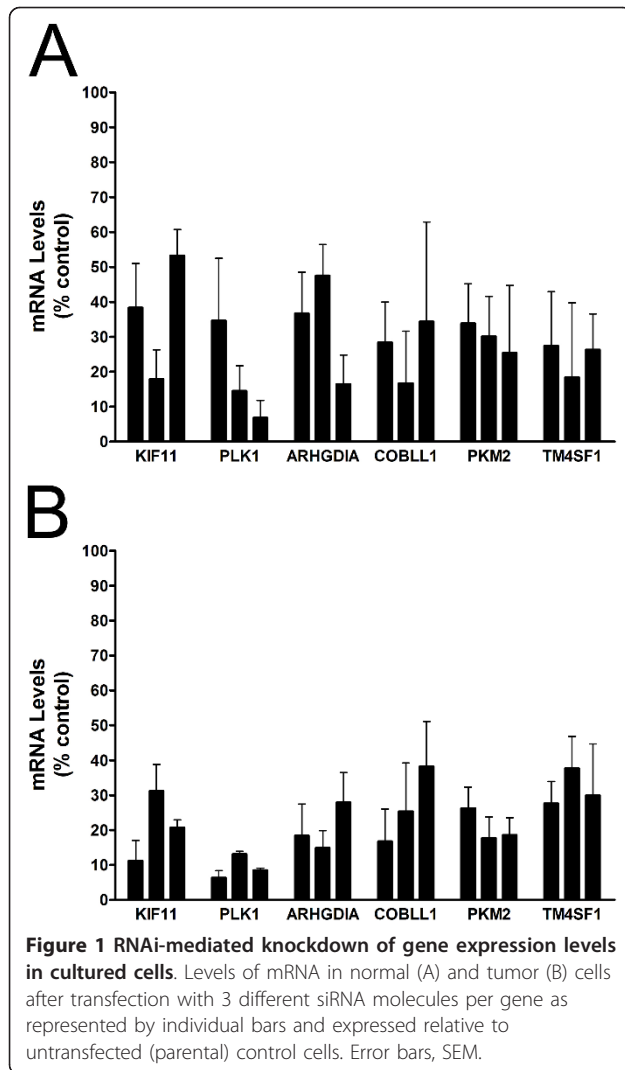 A
100
90
80
70
60
50
40
30
20
10
0
mRNA Levels
(% control)
KIF11 PLK1 ARHGDIA COBLL1 PKM2 TM4SF1
B
100
90
80
70
60
50
40
30
20
10
0
mRNA Levels
(% control)
KIF11 PLK1 ARHGDIA COBLL1 PKM2 TM4SF1
Figure 1 RNAi-mediated knockdown of gene expression levels
in cultured cells. Levels of mRNA in normal (A) and tumor (B) cells
after transfection with 3 different siRNA molecules per gene as
represented by individual bars and expressed relative to
untransfected (parental) control cells. Error bars, SEM.